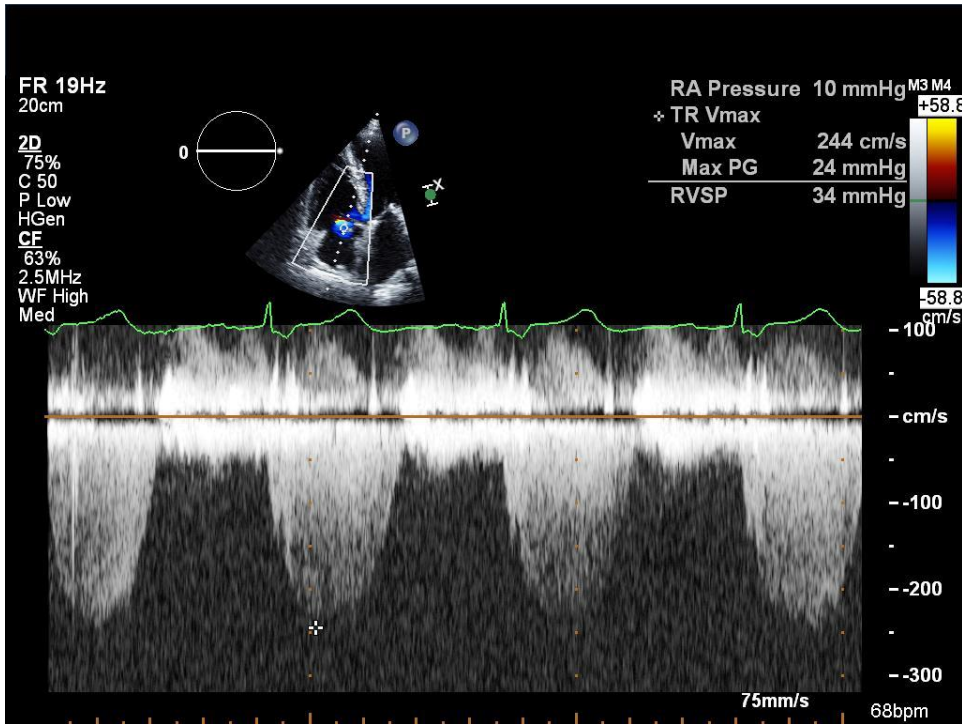 FR 19Hz
20cm
2D
75%
C 50
P Low
HGen
CF
63%
2.5MHz
WF High
Med
0
P
X
RA Pressure 10 mmHg
TR Vmax
Vmax 244 cm/s
Max PG 24 mmHg
RVSP 34 mmHg
M3 M4
+58.8
-58.8
cm/s
100
cm/s
-100
-200
-300
75mm/s
68bpm